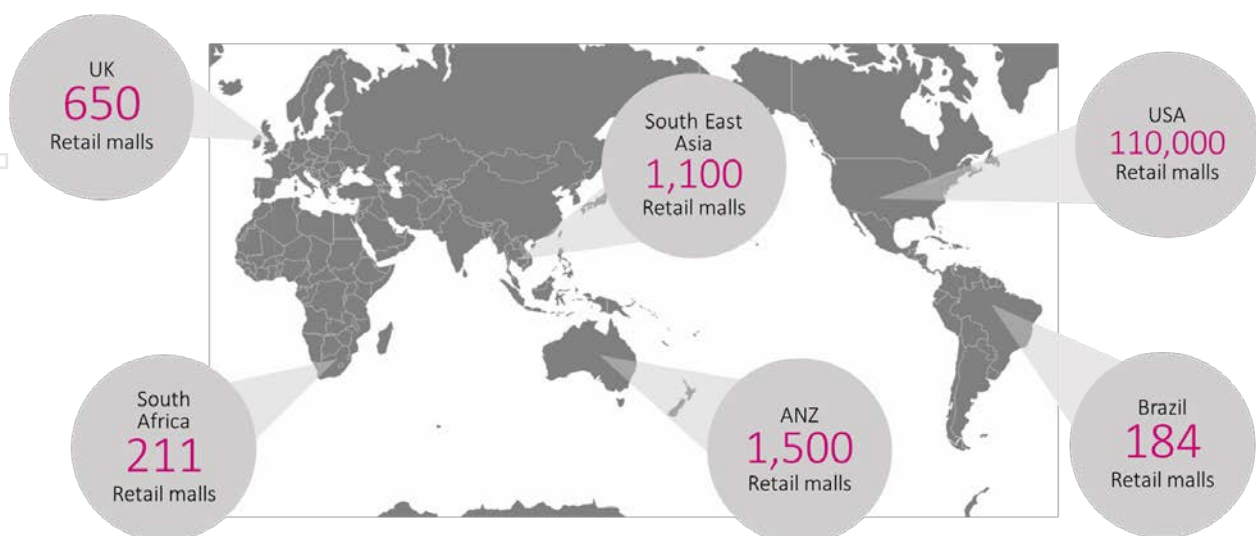 UK
650
Retail malls
South East
Asia
1,100
Retail malls
USA
110,000
Retail malls
South
Africa
211
Retail malls
ANZ
1,500
Retail malls
Brazil
184
Retail malls